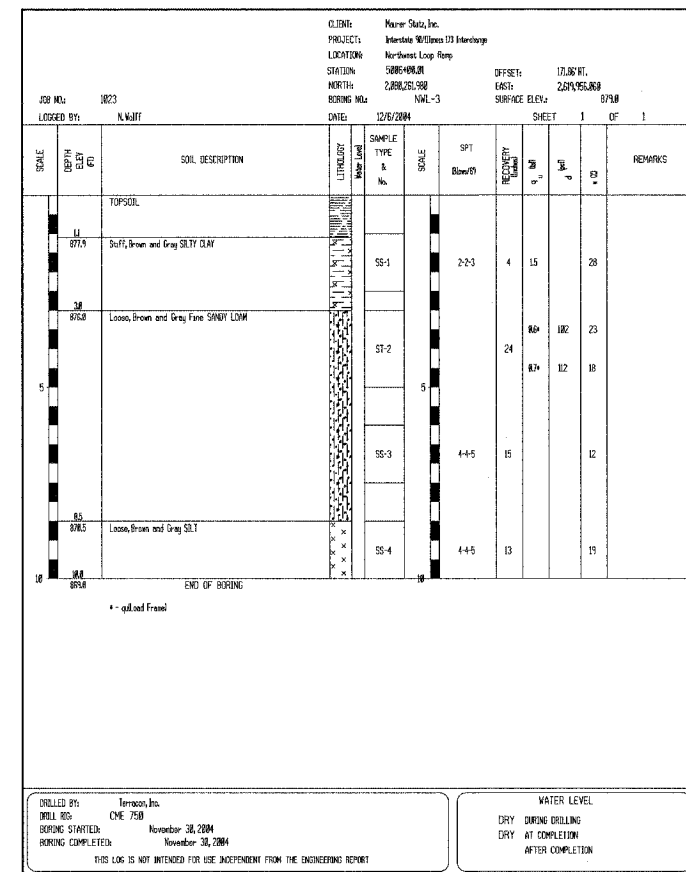 CLIENT: Maurer Stutz, Inc.
PROJECT: Interstate 90/Illinois 173 Interchange
LOCATION: Northwest Loop Ramp
STATION: 5006+00.01 OFFSET: 171.86' RT.
NORTH: 2,080,261.980 EAST: 2,619,956.060
JOB NO.: 1023 BORING NO.: NWL-3 SURFACE ELEV.: 879.0
LOGGED BY: N. Wolff DATE: 12/6/2004 SHEET 1 OF 1
SCALE DEPTH ELEV (FT) SOIL DESCRIPTION LITHOLOGY Water Level SAMPLE TYPE & No. SCALE SPT Blows/6" RECOVERY (Inches) q u (tsf) d (pcf) w (%) REMARKS
TOPSOIL
1.1
877.9 Stiff, Brown and Gray SILTY CLAY
SS-1 2-2-3 4 1.5 28
3.0
876.0 Loose, Brown and Gray Fine SANDY LOAM
0.6* 102 23
ST-2 24
0.7* 112 18
5 5
SS-3 4-4-5 15 12
8.5
870.5 Loose, Brown and Gray SILT
SS-4 4-4-5 13 19
10 10.0 10
869.0 END OF BORING
DRILLED BY: Terracon, Inc.
DRILL RIG: CME 750
BORING STARTED: November 30, 2004
BORING COMPLETED: November 30, 2004
THIS LOG IS NOT INTENDED FOR USE INDEPENDENT FROM THE ENGINEERING REPORT
WATER LEVEL
DRY DURING DRILLING
DRY AT COMPLETION
AFTER COMPLETION